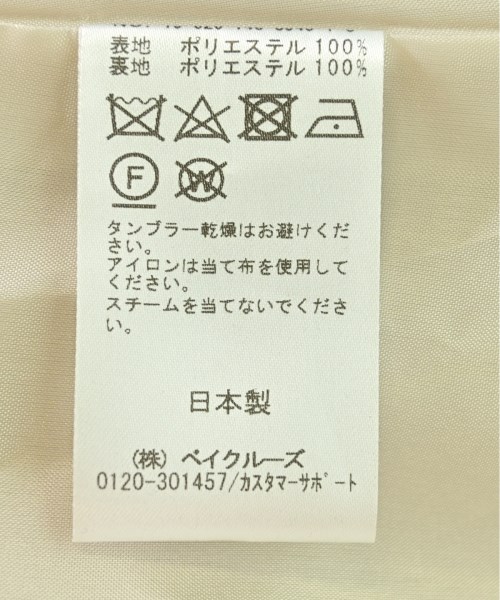 表地 ポリエステル 100%
裏地 ポリエステル 100%
F W
タンブラー乾燥はお避けくだ
さい。
アイロンは当て布を使用して
ください。
スチームを当てないでくださ
い。
日本製
(株) ベイクルーズ
0120-301457/カスタマーサポート